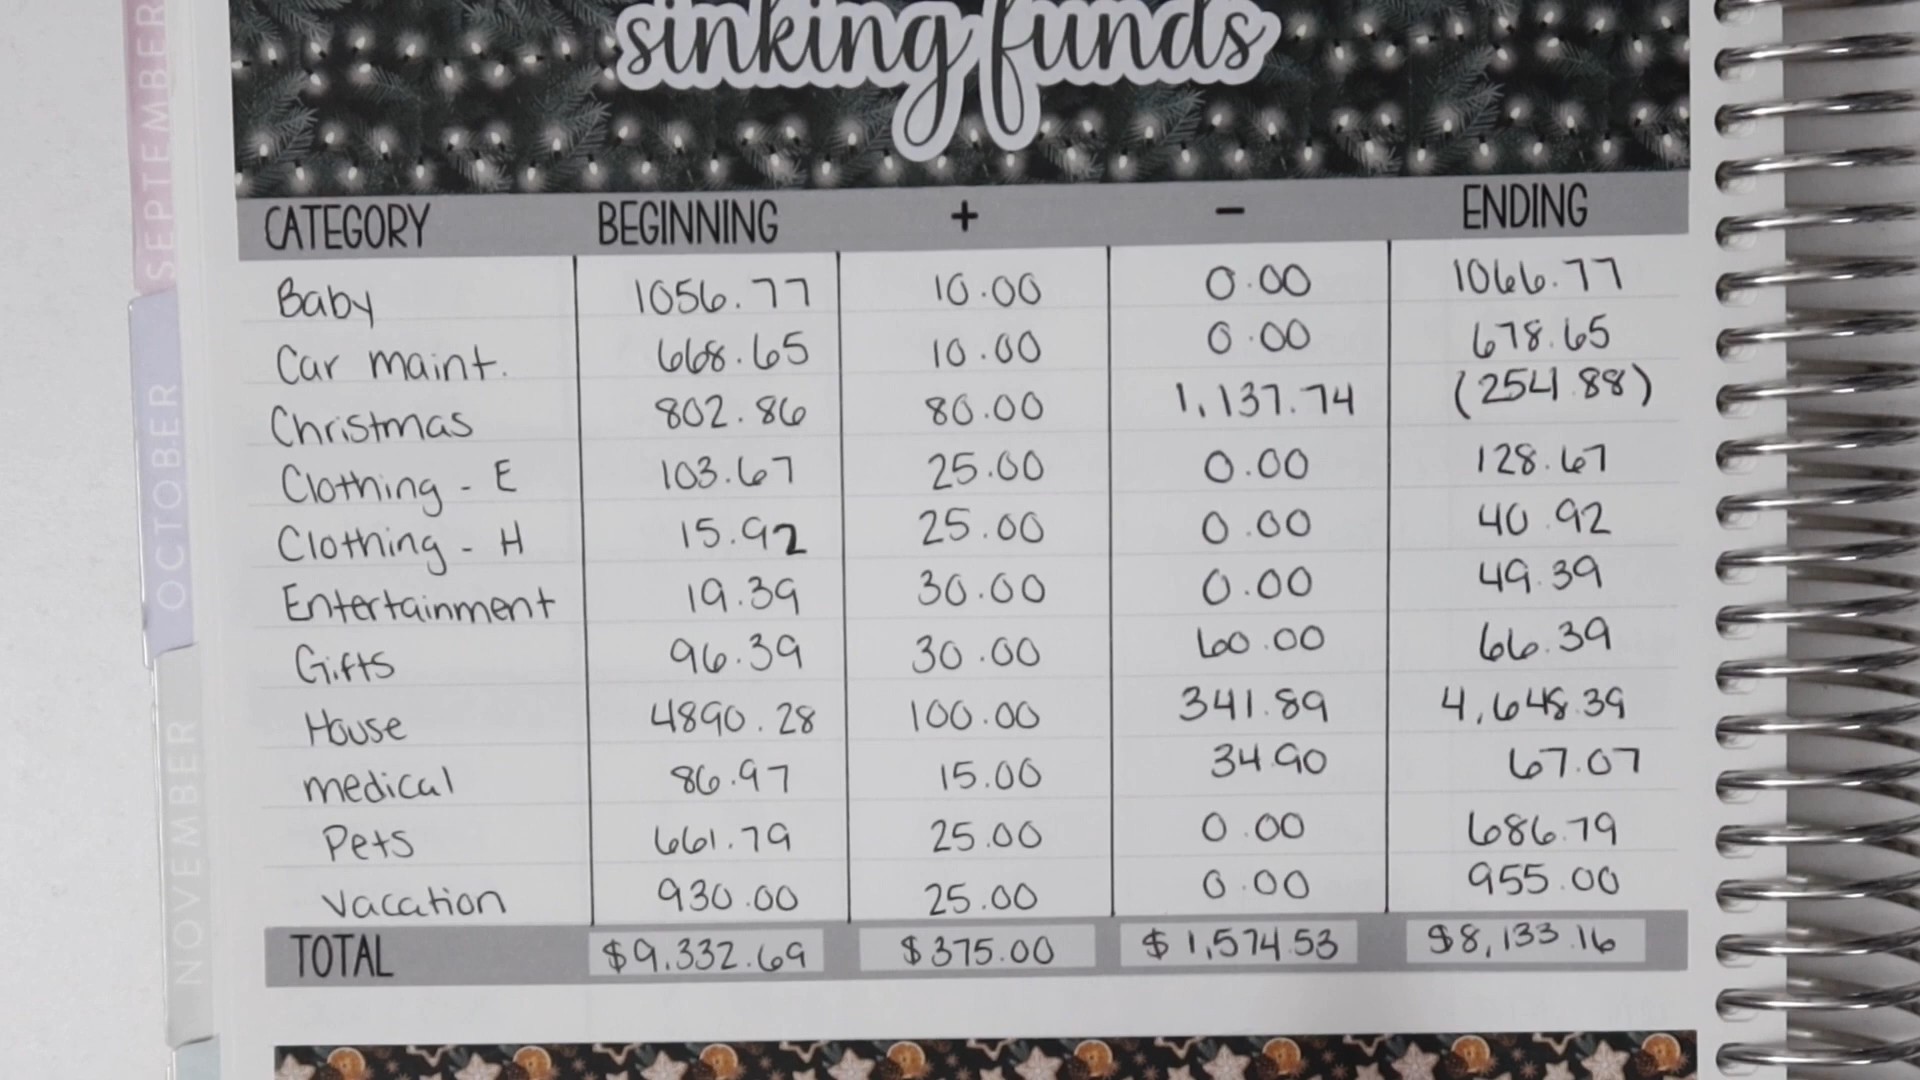 sinking funds
CATEGORY BEGINNING + − ENDING
Baby 1056.77 10.00 0.00 1066.77
Car maint. 668.65 10.00 0.00 678.65
Christmas 802.86 80.00 1,137.74 (254.88)
Clothing - E 103.67 25.00 0.00 128.67
Clothing - H 15.92 25.00 0.00 40.92
Entertainment 19.39 30.00 0.00 49.39
Gifts 96.39 30.00 60.00 66.39
House 4890.28 100.00 341.89 4,648.39
medical 86.97 15.00 34.90 67.07
Pets 661.79 25.00 0.00 686.79
vacation 930.00 25.00 0.00 955.00
TOTAL $9,332.69 $375.00 $1,574.53 $8,133.16
SEPTEMBER
OCTOBER
NOVEMBER